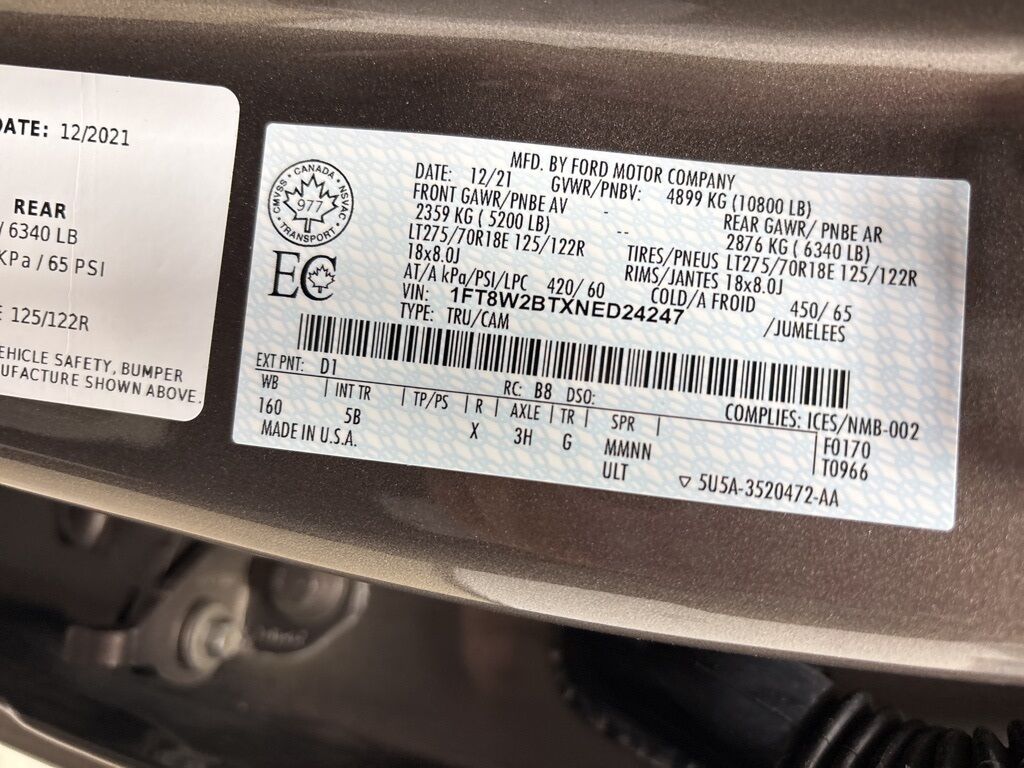 DATE: 12/2021
REAR
/ 6340 LB
KPa / 65 PSI
E 125/122R
EHICLE SAFETY, BUMPER
UFACTURE SHOWN ABOVE.
CANADA
CMVSS
NSVAC
977
TRANSPORT
EC
MFD. BY FORD MOTOR COMPANY
DATE: 12/21 GVWR/PNBV: 4899 KG (10800 LB)
FRONT GAWR/PNBE AV - REAR GAWR/ PNBE AR
2359 KG ( 5200 LB) -- 2876 KG ( 6340 LB)
LT275/70R18E 125/122R TIRES/PNEUS LT275/70R18E 125/122R
18x8.0J RIMS/JANTES 18x8.0J
AT/A kPa/PSI/LPC 420/ 60 COLD/A FROID 450/ 65
VIN: 1FT8W2BTXNED24247 /JUMELEES
TYPE: TRU/CAM
EXT PNT: D1 RC: B8 DSO: COMPLIES: ICES/NMB-002
WB | INT TR | TP/PS | R | AXLE | TR | SPR | F0170
160 5B X 3H G MMNN T0966
MADE IN U.S.A. ULT ▽ 5U5A-3520472-AA